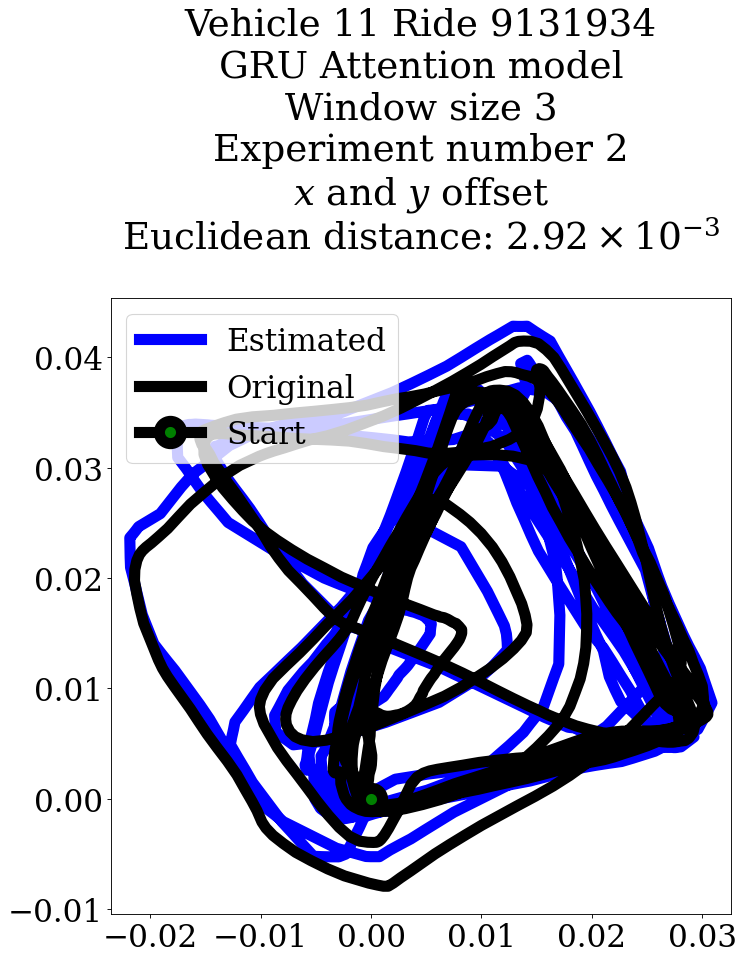 Vehicle 11 Ride 9131934
GRU Attention model
Window size 3
Experiment number 2
x and y offset
Euclidean distance: 2.92 × 10⁻³
Estimated
Original
Start
0.04
0.03
0.02
0.01
0.00
−0.01
−0.02 −0.01 0.00 0.01 0.02 0.03